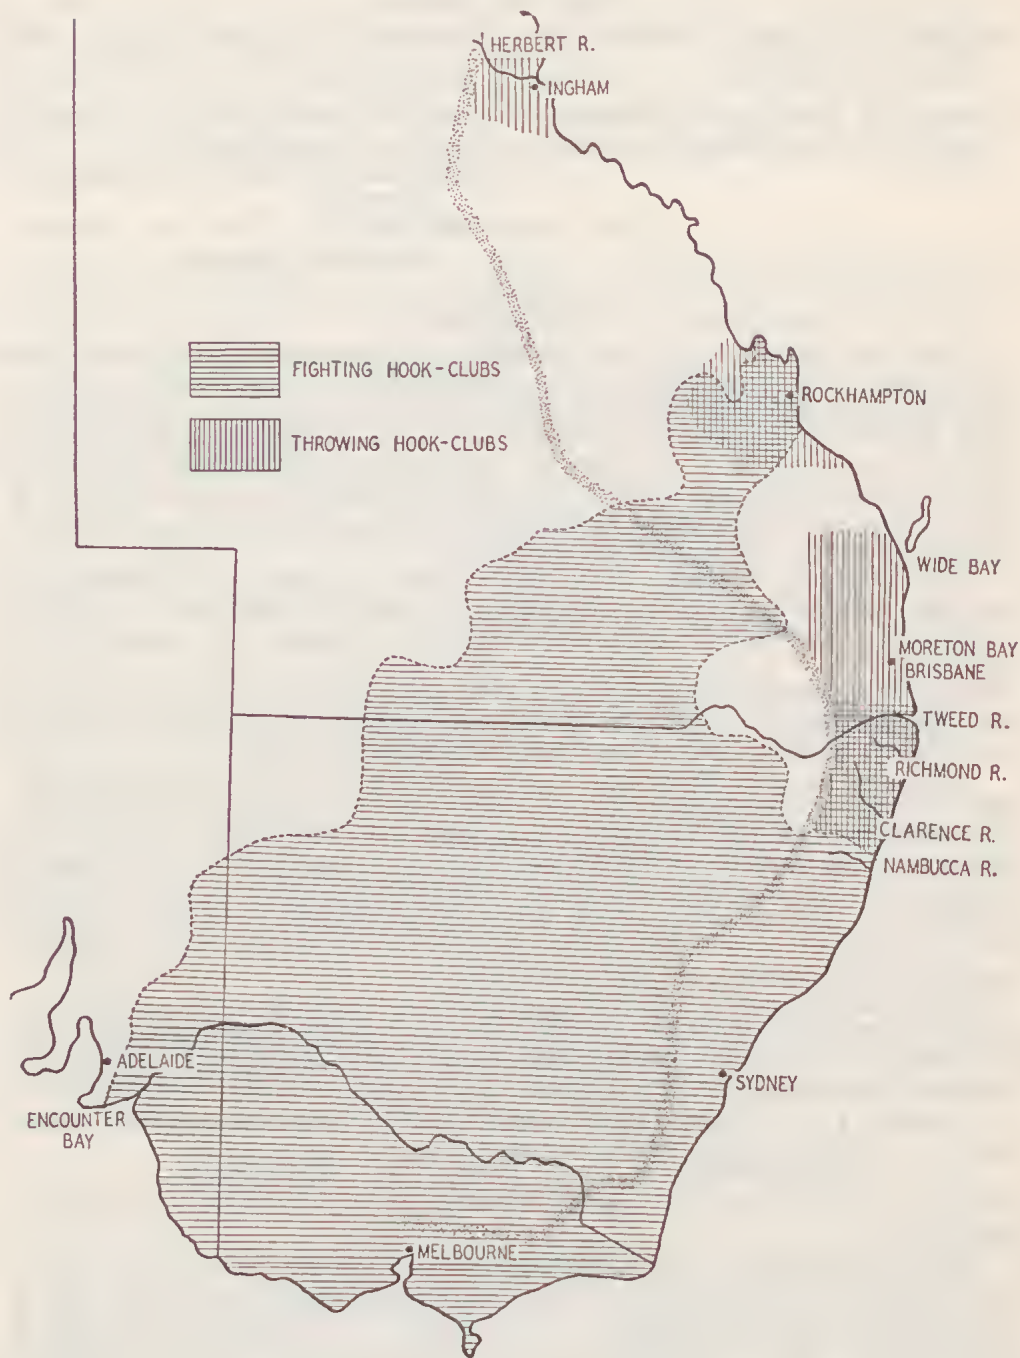 HERBERT R.
INGHAM
FIGHTING HOOK-CLUBS
THROWING HOOK-CLUBS
ROCKHAMPTON
WIDE BAY
MORETON BAY
BRISBANE
TWEED R.
RICHMOND R.
CLARENCE R.
NAMBUCCA R.
ADELAIDE
SYDNEY
ENCOUNTER
BAY
MELBOURNE